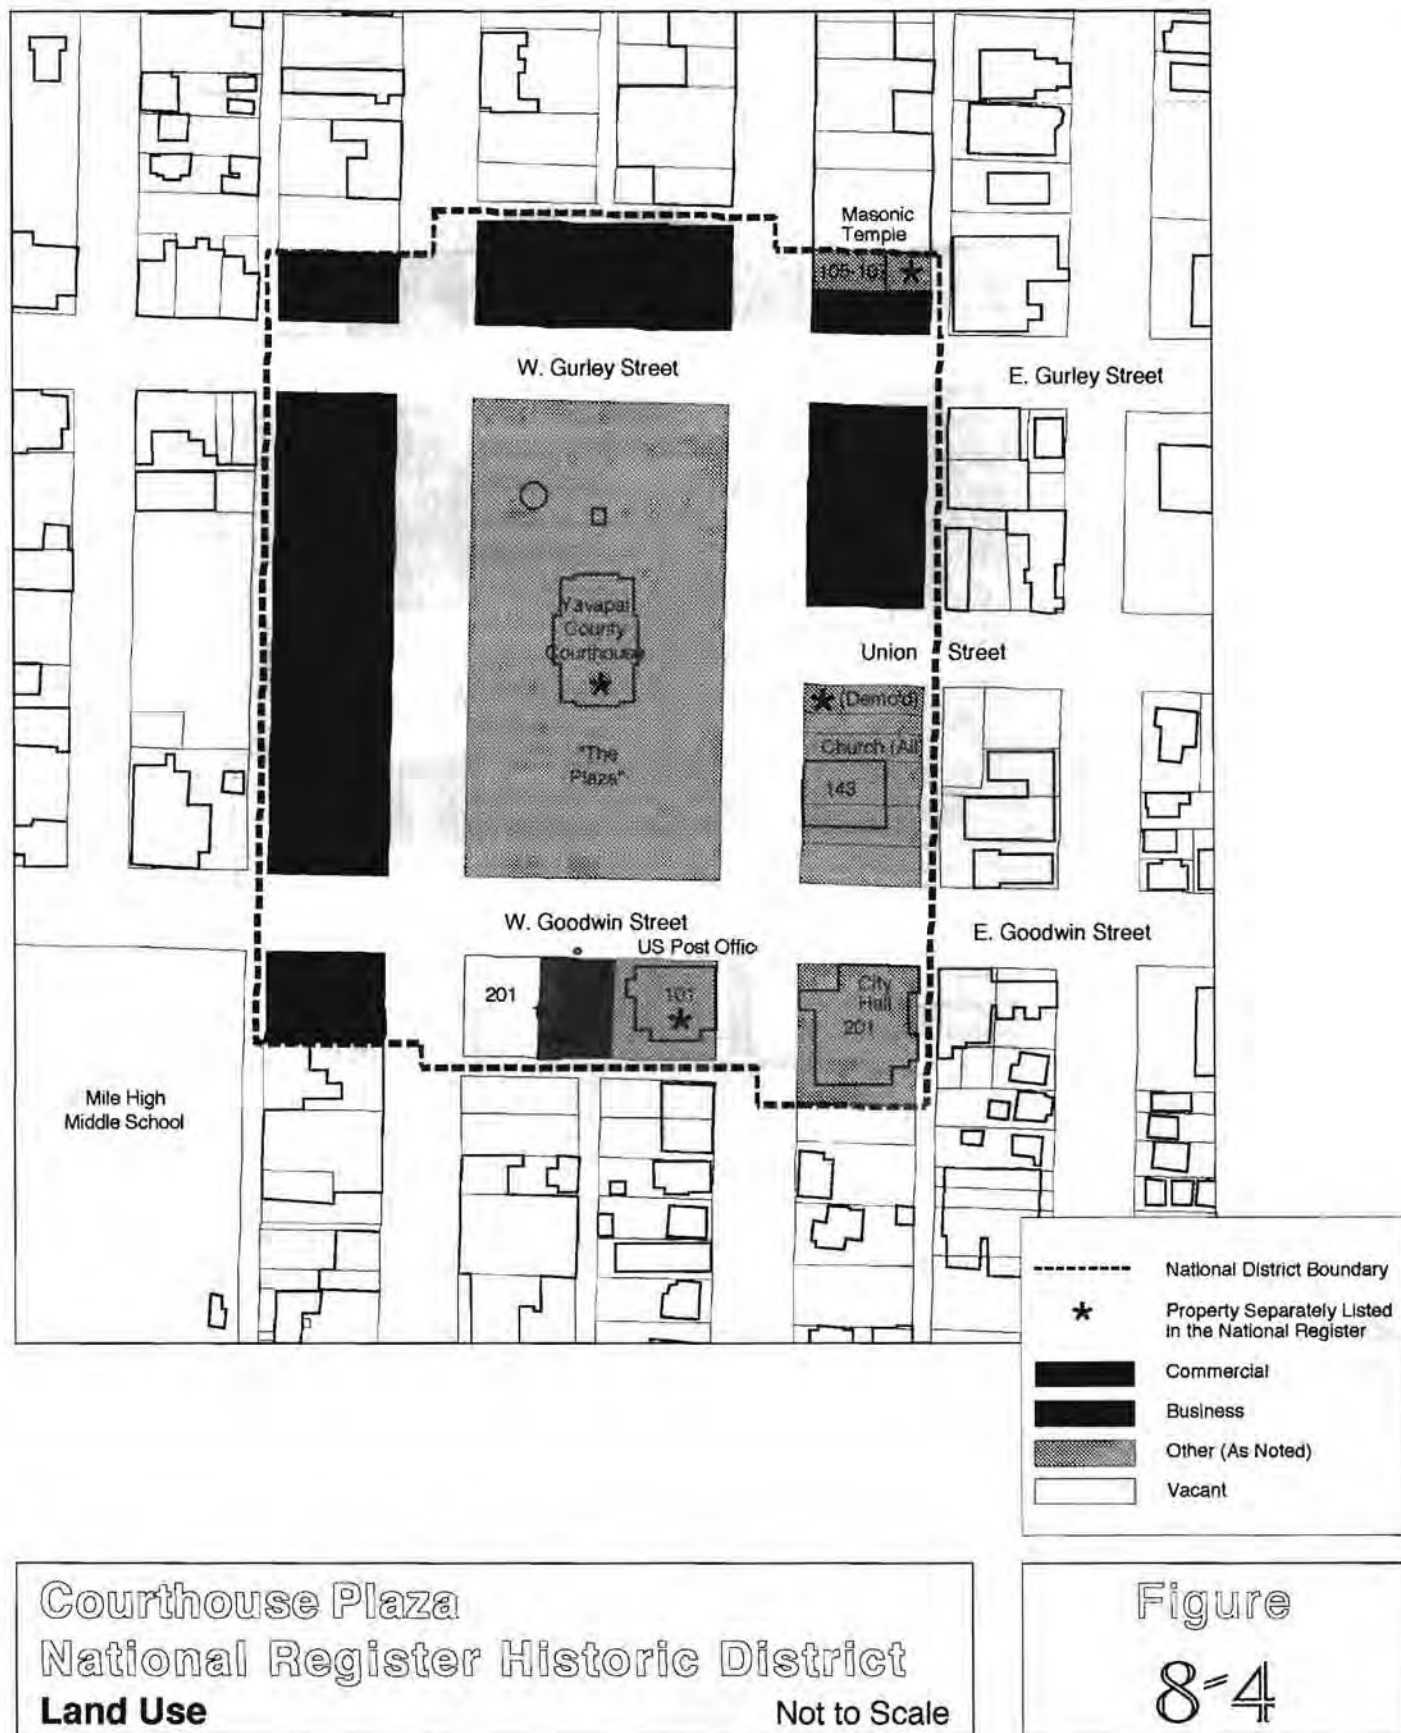 Masonic
Temple
105-10
W. Gurley Street
E. Gurley Street
Yavapai
County
Courthouse
Union Street
(Demo'd)
"The
Plaza"
Church (All
143
W. Goodwin Street
E. Goodwin Street
US Post Offic
201
101
City
Hall
201
Mile High
Middle School
National District Boundary
Property Separately Listed
in the National Register
Commercial
Business
Other (As Noted)
Vacant
Courthouse Plaza
National Register Historic District
Land Use
Not to Scale
Figure
8-4